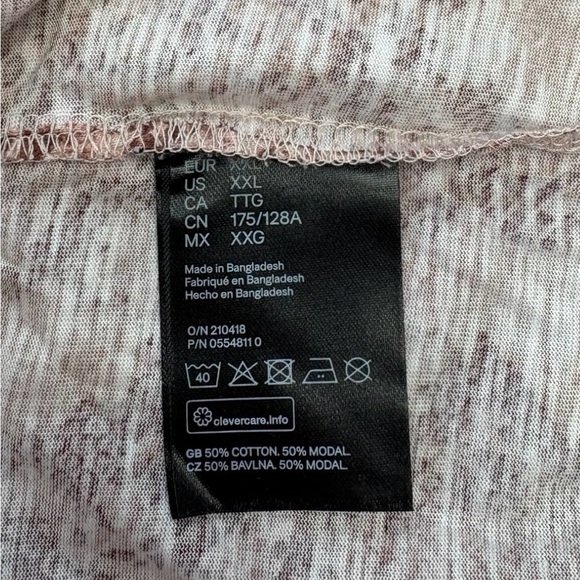 EUR
US XXL
CA TTG
CN 175/128A
MX XXG
Made in Bangladesh
Fabriqué en Bangladesh
Hecho en Bangladesh
O/N 210418
P/N 0554811 0
40
clevercare.info
GB 50% COTTON. 50% MODAL.
CZ 50% BAVLNA. 50% MODAL.